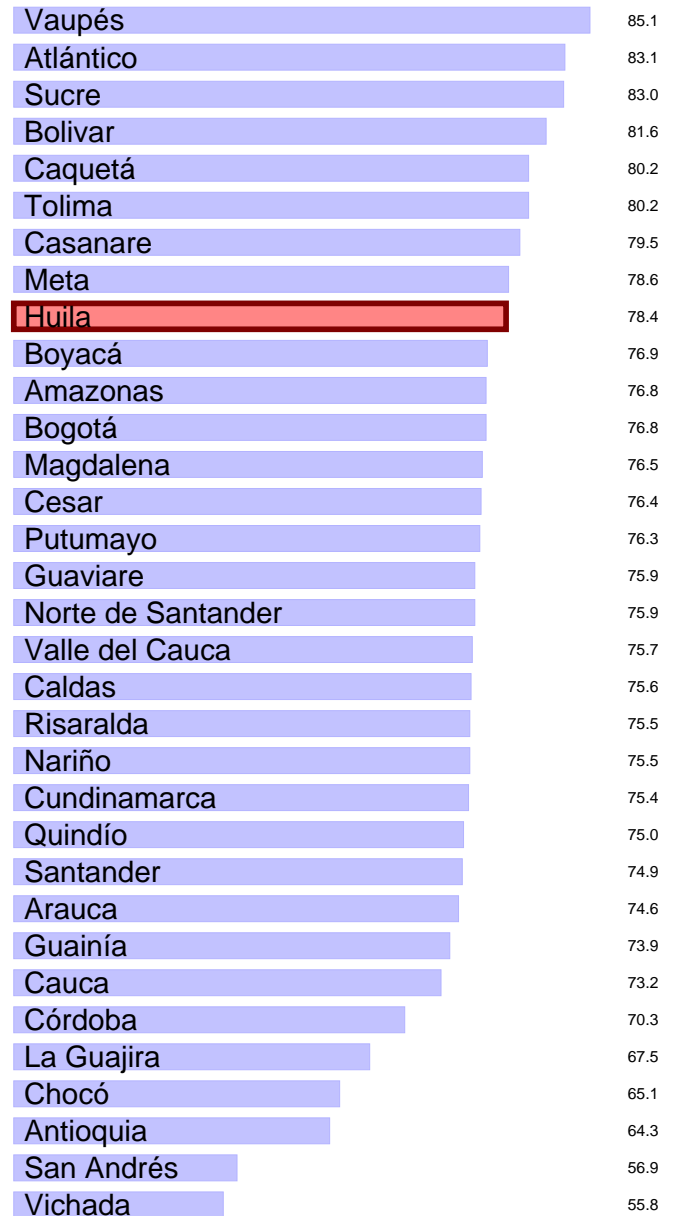 Vaupés 85.1
Atlántico 83.1
Sucre 83.0
Bolivar 81.6
Caquetá 80.2
Tolima 80.2
Casanare 79.5
Meta 78.6
Huila 78.4
Boyacá 76.9
Amazonas 76.8
Bogotá 76.8
Magdalena 76.5
Cesar 76.4
Putumayo 76.3
Guaviare 75.9
Norte de Santander 75.9
Valle del Cauca 75.7
Caldas 75.6
Risaralda 75.5
Nariño 75.5
Cundinamarca 75.4
Quindío 75.0
Santander 74.9
Arauca 74.6
Guainía 73.9
Cauca 73.2
Córdoba 70.3
La Guajira 67.5
Chocó 65.1
Antioquia 64.3
San Andrés 56.9
Vichada 55.8